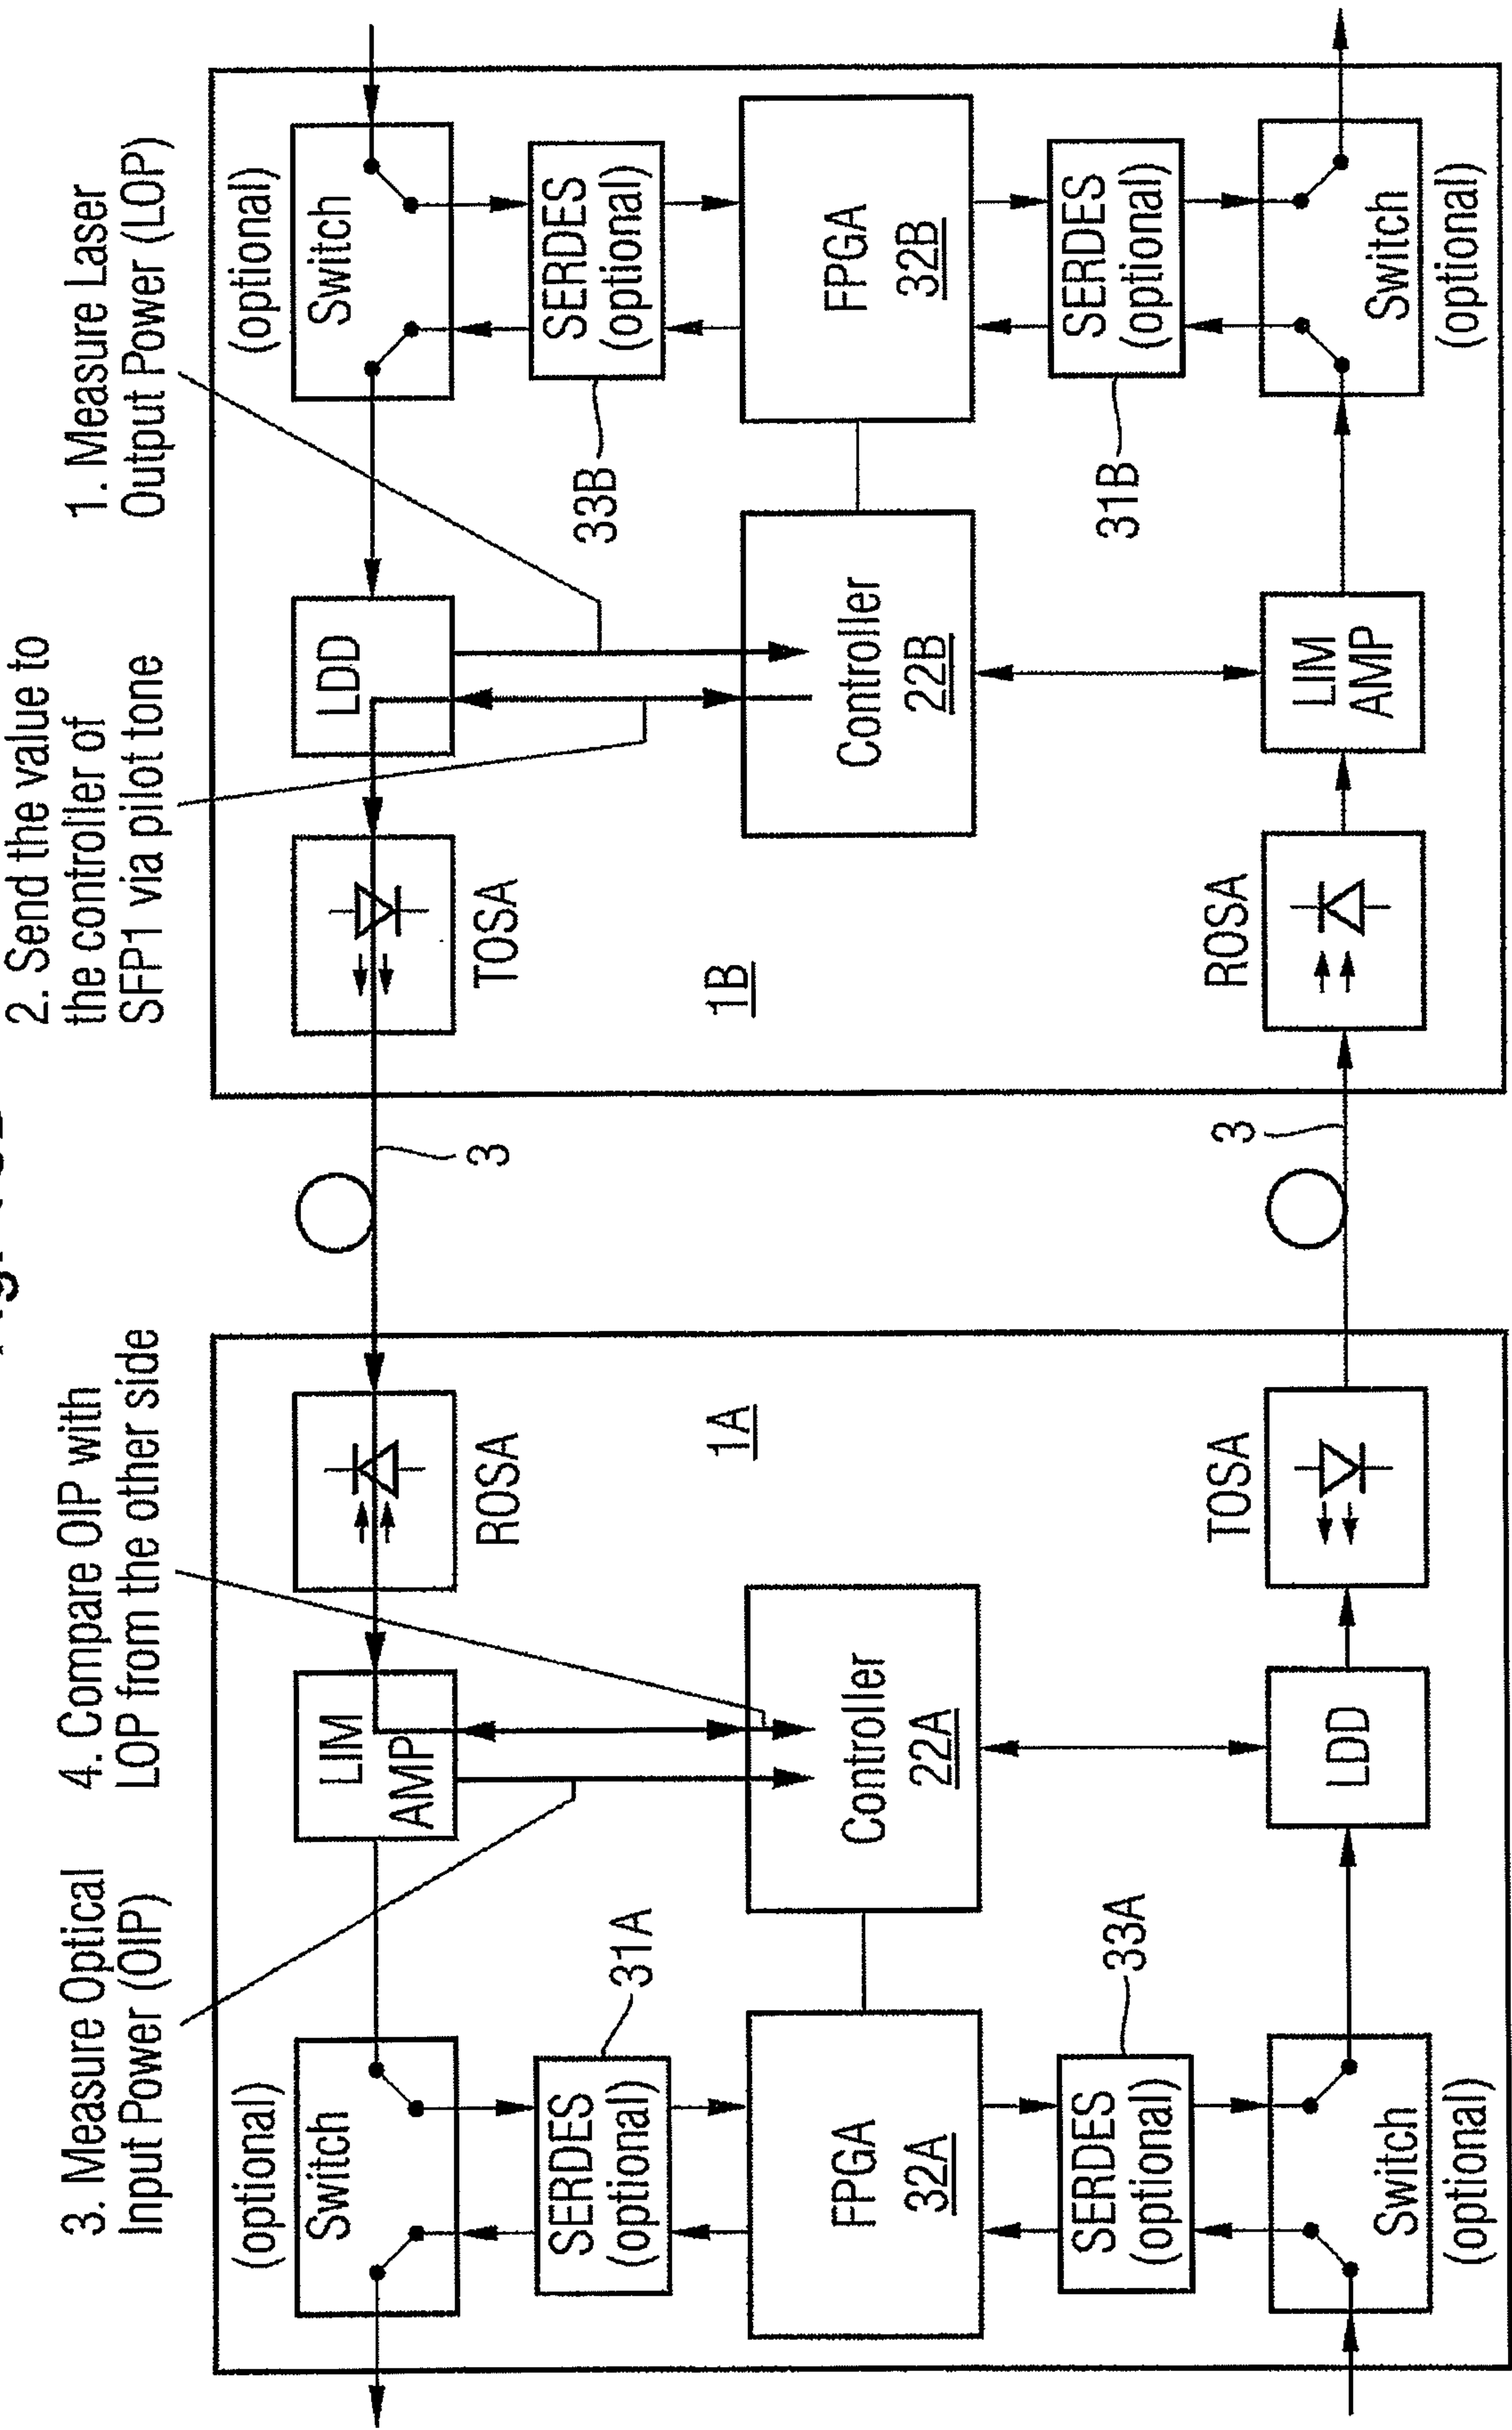 3. Measure Optical
Input Power (OIP)
4. Compare OIP with
LOP from the other side
2. Send the value to
the controller of
SFP1 via pilot tone
1. Measure Laser
Output Power (LOP)
(optional)
Switch
LIM
AMP
ROSA
3
TOSA
LDD
(optional)
Switch
SERDES
(optional)
31A
33B
SERDES
(optional)
FPGA
32A
Controller
22A
1A
1B
Controller
22B
FPGA
32B
SERDES
(optional)
33A
31B
SERDES
(optional)
Switch
(optional)
LDD
TOSA
3
ROSA
LIM
AMP
Switch
(optional)